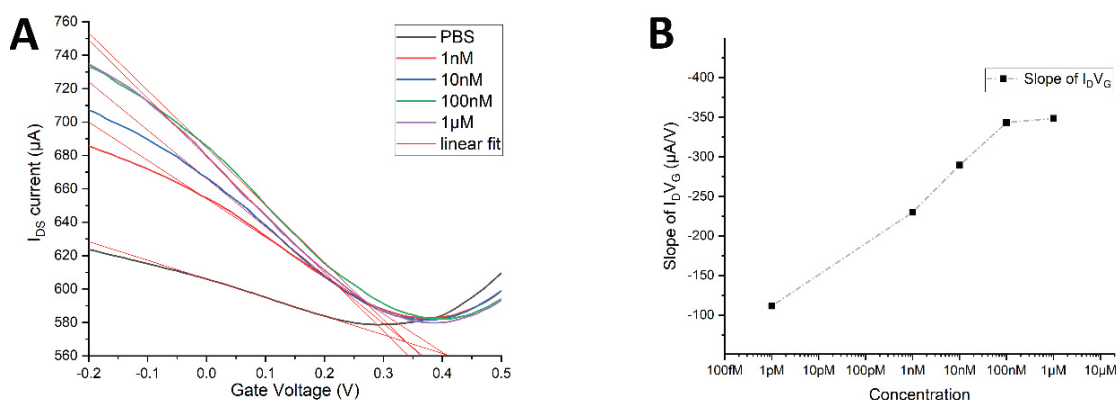 A
760
740
720
700
680
660
640
620
600
580
560
I_DS current (µA)
-0.2
-0.1
0.0
0.1
0.2
0.3
0.4
0.5
Gate Voltage (V)
PBS
1nM
10nM
100nM
1µM
linear fit
B
-400
-350
-300
-250
-200
-150
-100
Slope of I_DV_G (µA/V)
100fM
1pM
10pM
100pM
1nM
10nM
100nM
1µM
10µM
Concentration
Slope of I_DV_G